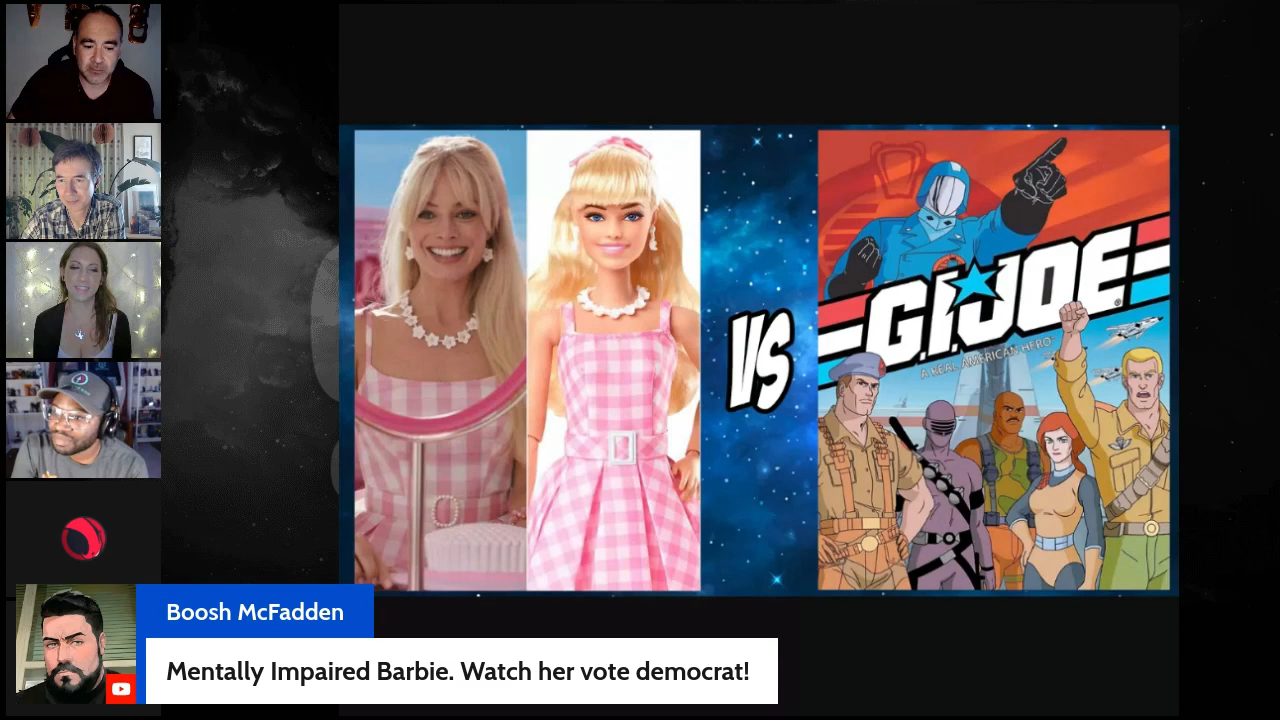 VS
G.I.JOE
A REAL AMERICAN HERO
Boosh McFadden
Mentally Impaired Barbie. Watch her vote democrat!